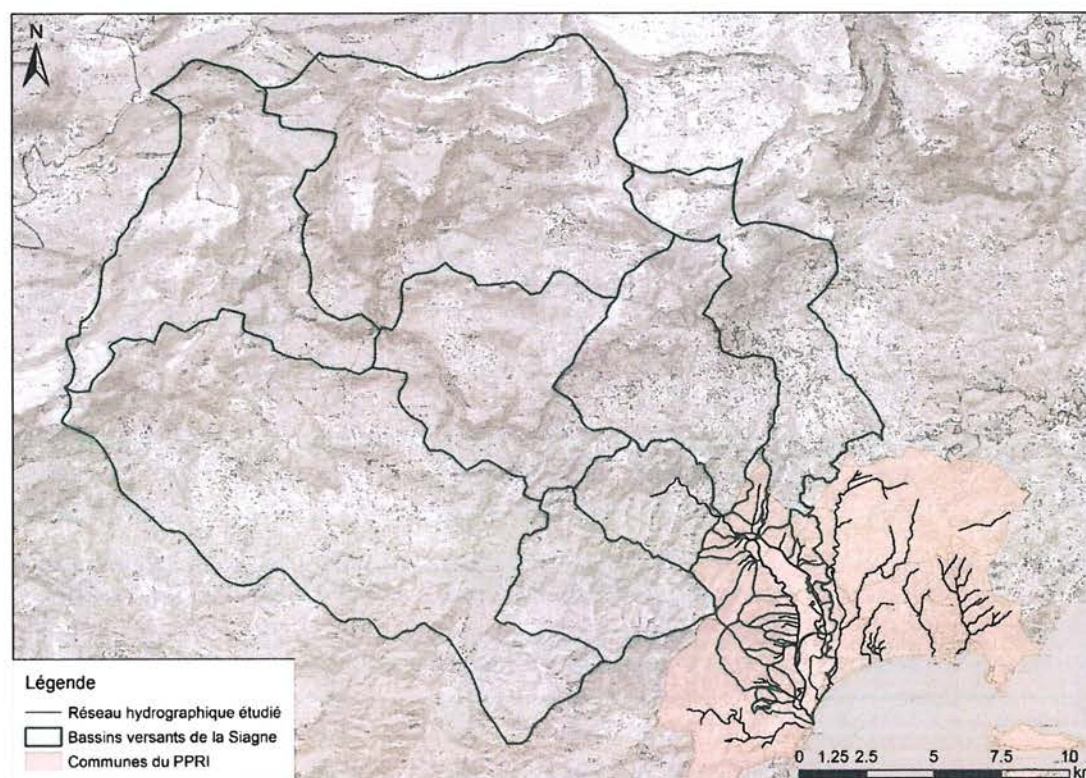 N
Légende
Réseau hydrographique étudié
Bassins versants de la Siagne
Communes du PPRI
0 1.25 2.5 5 7.5 10